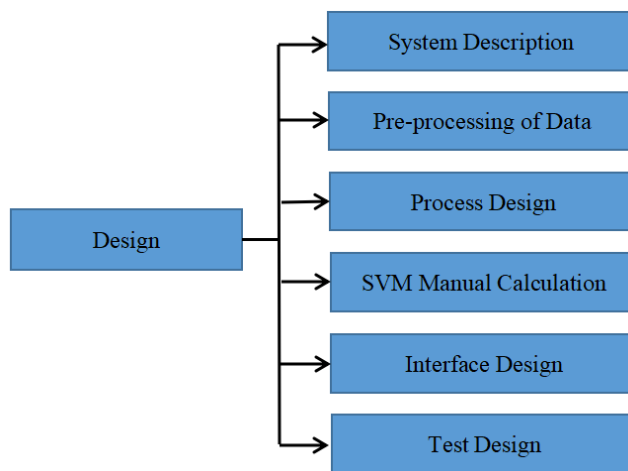 System Description
Pre-processing of Data
Process Design
Design
SVM Manual Calculation
Interface Design
Test Design